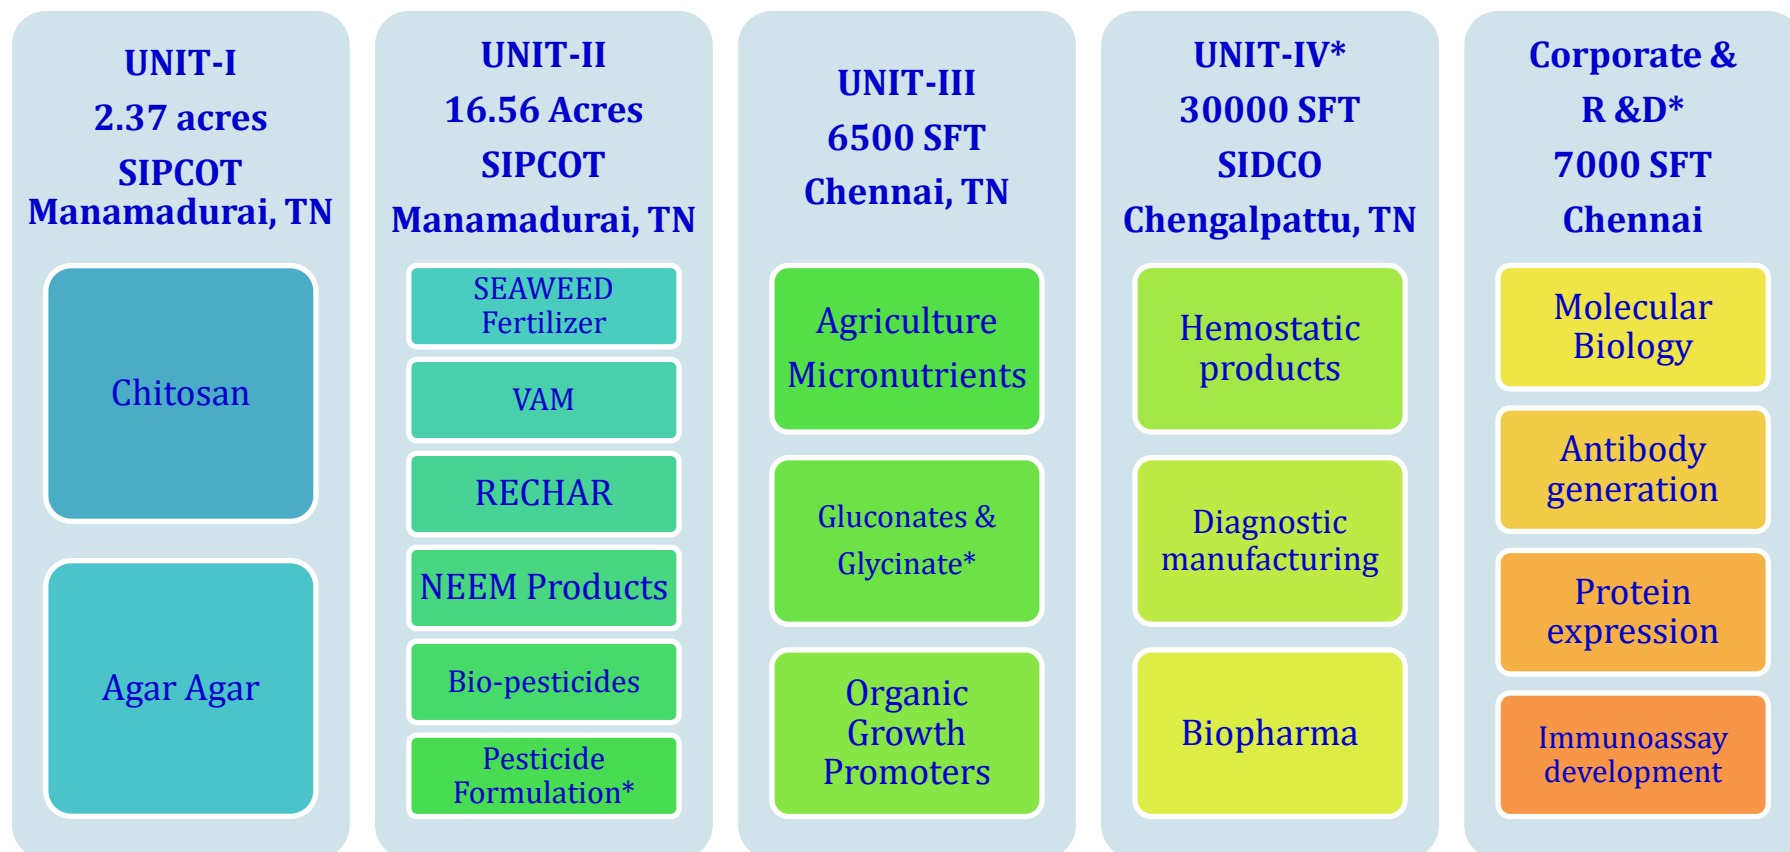 UNIT-I
2.37 acres
SIPCOT
Manamadurai, TN
Chitosan
Agar Agar
UNIT-II
16.56 Acres
SIPCOT
Manamadurai, TN
SEAWEED
Fertilizer
VAM
RECHAR
NEEM Products
Bio-pesticides
Pesticide
Formulation*
UNIT-III
6500 SFT
Chennai, TN
Agriculture
Micronutrients
Gluconates &
Glycinate*
Organic
Growth
Promoters
UNIT-IV*
30000 SFT
SIDCO
Chengalpattu, TN
Hemostatic
products
Diagnostic
manufacturing
Biopharma
Corporate &
R &D*
7000 SFT
Chennai
Molecular
Biology
Antibody
generation
Protein
expression
Immunoassay
development